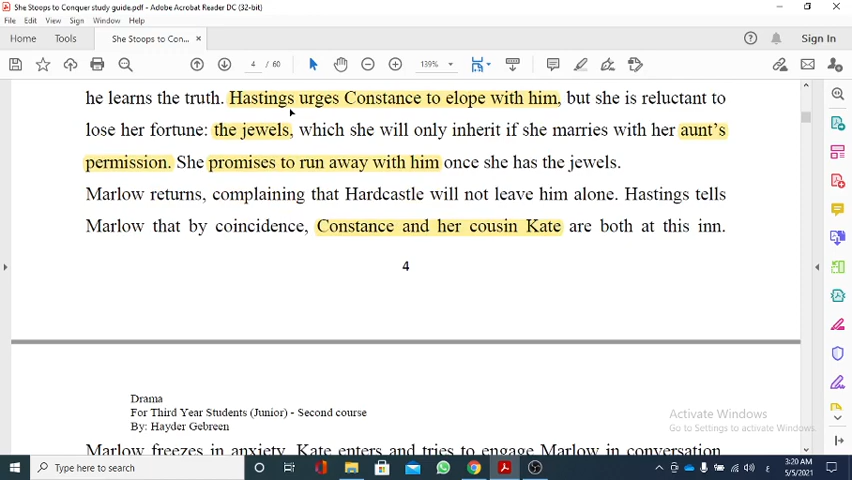 She Stoops to Conquer study guide.pdf - Adobe Acrobat Reader DC (32-bit)
File Edit View Sign Window Help
Home Tools She Stoops to Con... × Sign In
4 / 60 139%
he learns the truth. Hastings urges Constance to elope with him, but she is reluctant to
lose her fortune: the jewels, which she will only inherit if she marries with her aunt's
permission. She promises to run away with him once she has the jewels.
Marlow returns, complaining that Hardcastle will not leave him alone. Hastings tells
Marlow that by coincidence, Constance and her cousin Kate are both at this inn.
4
Drama
For Third Year Students (Junior) - Second course
By: Hayder Gebreen
Marlow freezes in anxiety. Kate enters and tries to engage Marlow in conversation.
Activate Windows
Go to Settings to activate Windows.
Type here to search
ع
3:20 AM
5/5/2021